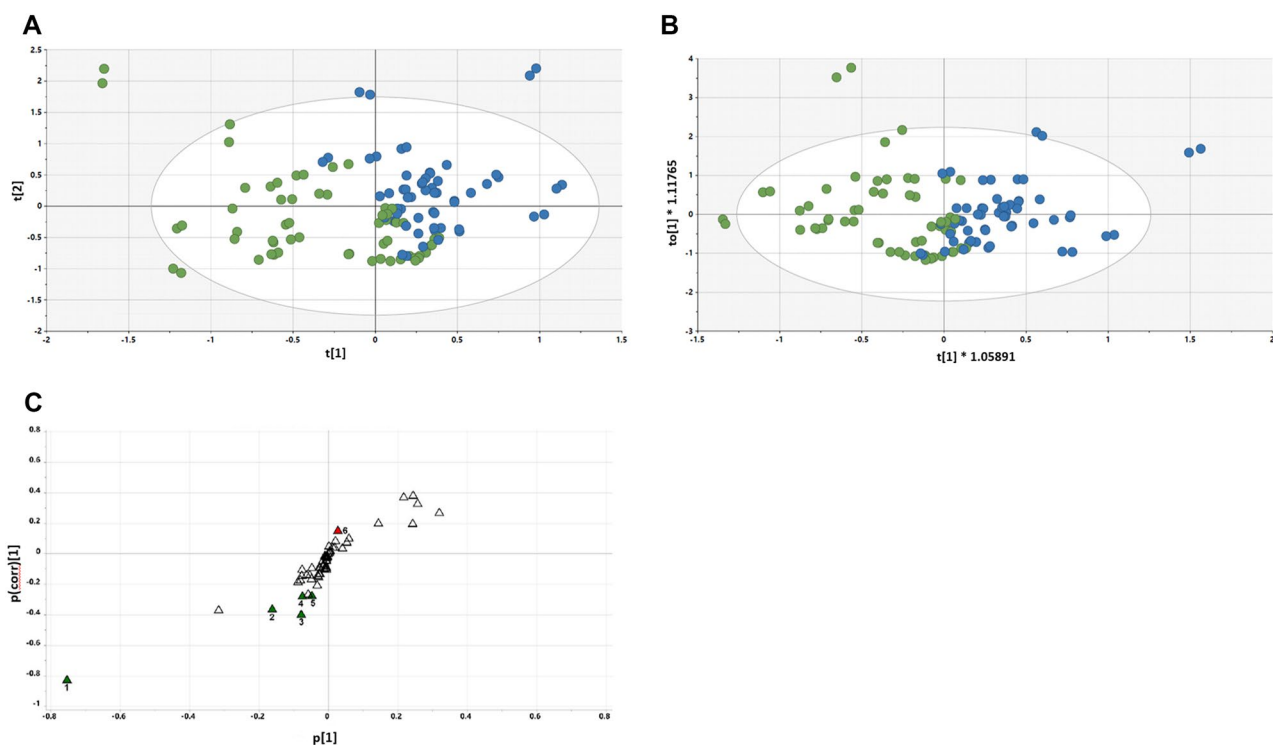 A
B
2.5
2
1.5
1
0.5
0
-0.5
-1
-1.5
-2
t[2]
-2 -1.5 -1 -0.5 0 0.5 1 1.5
t[1]
4
3
2
1
0
-1
-2
-3
to[1] * 1.11765
-1.5 -1 -0.5 0 0.5 1 1.5 2
t[1] * 1.05891
C
0.8
0.6
0.4
0.2
0
-0.2
-0.4
-0.6
-0.8
-1
p(corr)[1]
6
4 5
2
3
1
-0.8 -0.6 -0.4 -0.2 0 0.2 0.4 0.6 0.8
p[1]